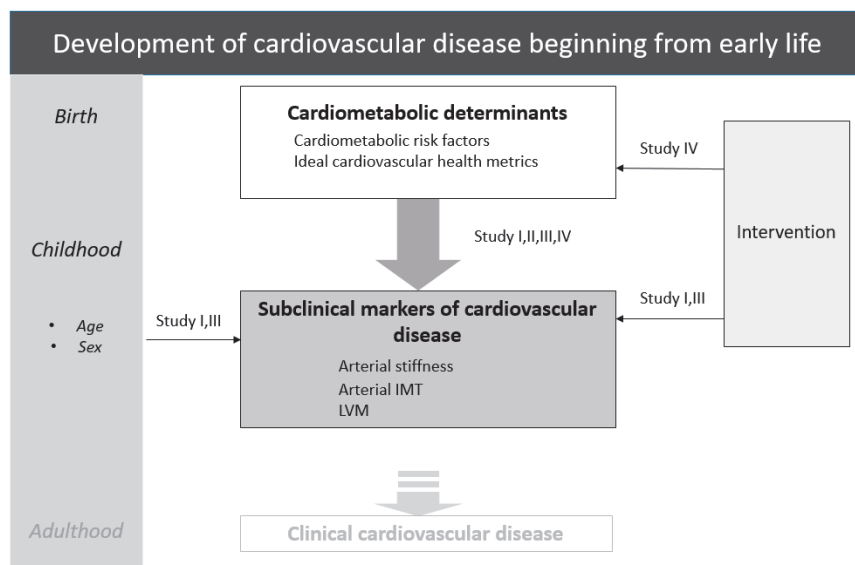 Development of cardiovascular disease beginning from early life
Birth
Cardiometabolic determinants
Cardiometabolic risk factors
Ideal cardiovascular health metrics
Study IV
Intervention
Childhood
Study I,II,III,IV
• Age
• Sex
Study I,III
Subclinical markers of cardiovascular
disease
Arterial stiffness
Arterial IMT
LVM
Study I,III
Adulthood
Clinical cardiovascular disease